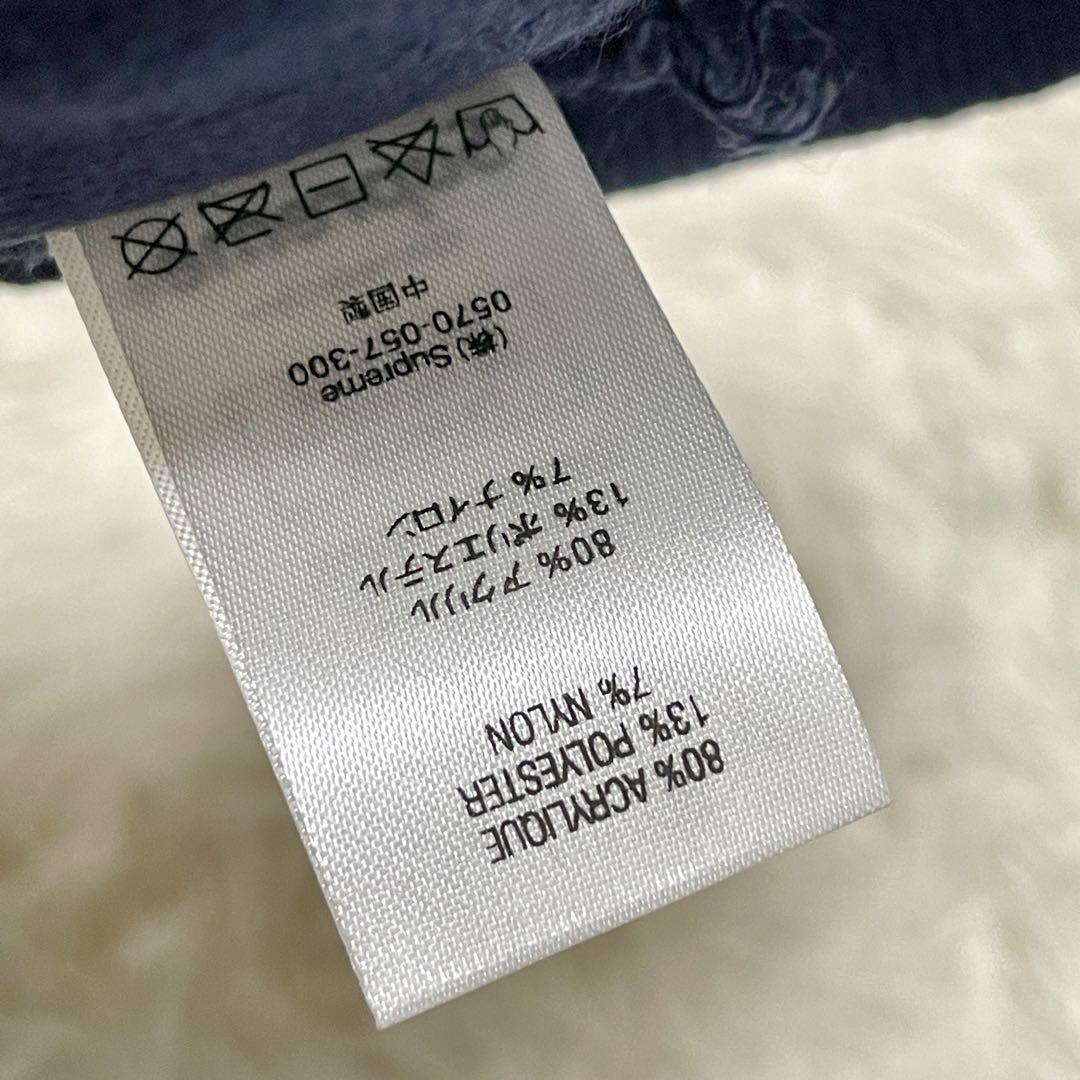 80% ACRYLIQUE
13% POLYESTER
7% NYLON
80% アクリル
13% ポリエステル
7% ナイロン
(株) Supreme
0570-057-300
中国製